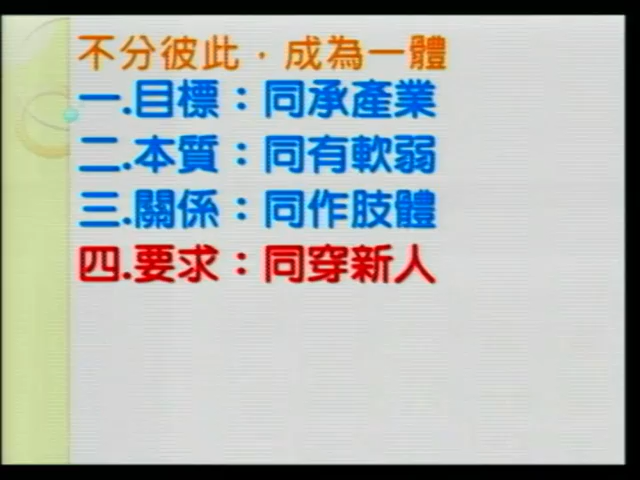 不分彼此，成為一體
一.目標：同承產業
二.本質：同有軟弱
三.關係：同作肢體
四.要求：同穿新人